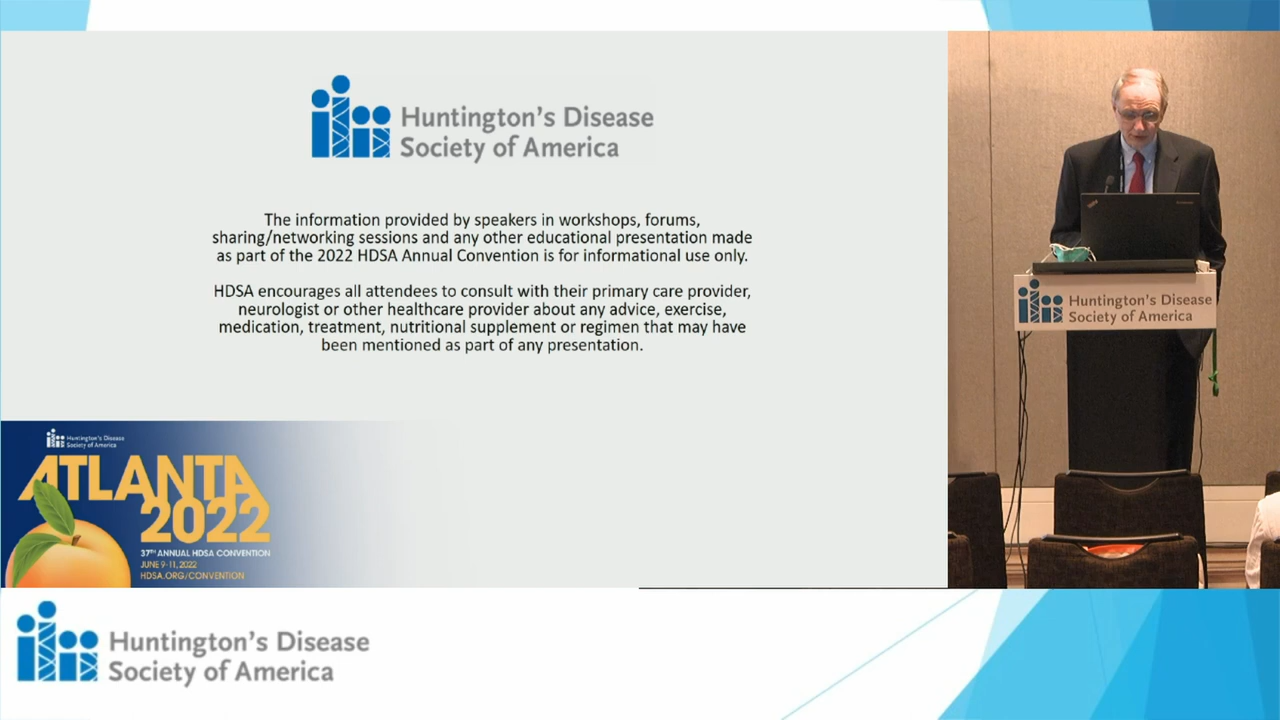 Huntington's Disease
Society of America
The information provided by speakers in workshops, forums,
sharing/networking sessions and any other educational presentation made
as part of the 2022 HDSA Annual Convention is for informational use only.
HDSA encourages all attendees to consult with their primary care provider,
neurologist or other healthcare provider about any advice, exercise,
medication, treatment, nutritional supplement or regimen that may have
been mentioned as part of any presentation.
Huntington's Disease
Society of America
Huntington's Disease
Society of America
ATLANTA
2022
37TH ANNUAL HDSA CONVENTION
JUNE 9-11, 2022
HDSA.ORG/CONVENTION
Huntington's Disease
Society of America